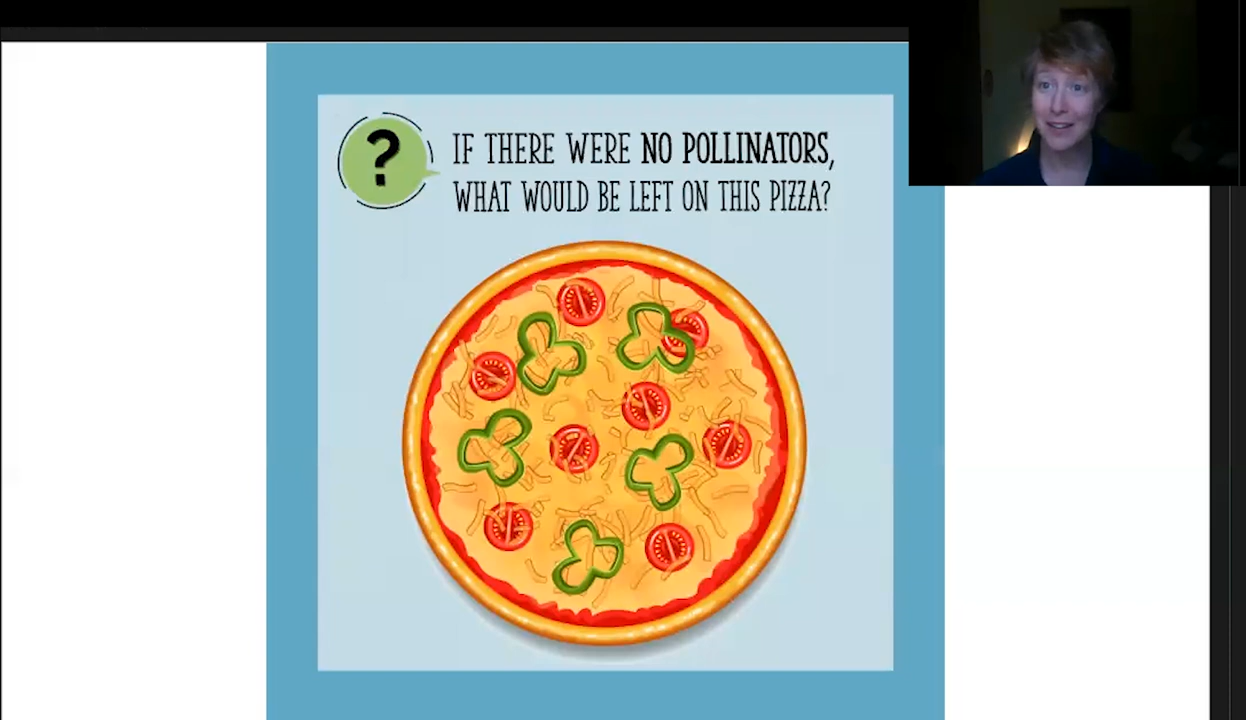 ?
IF THERE WERE NO POLLINATORS,
WHAT WOULD BE LEFT ON THIS PIZZA?